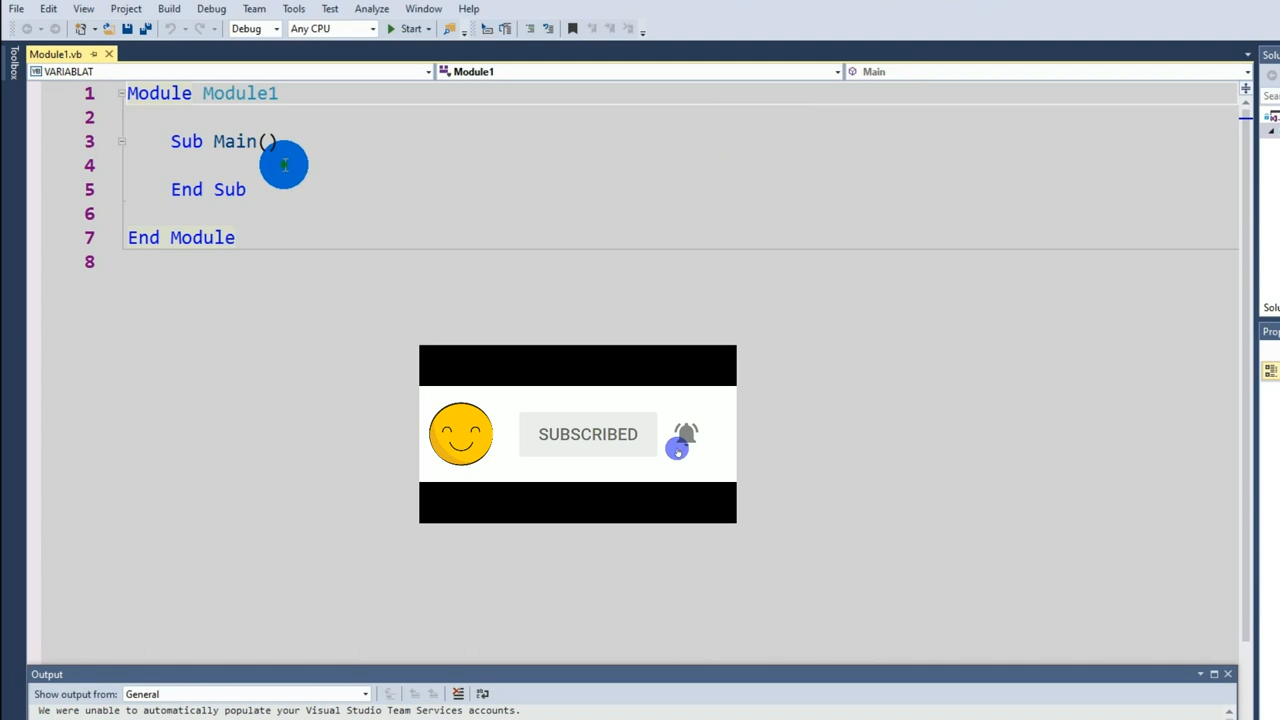 File Edit View Project Build Debug Team Tools Test Analyze Window Help
Debug Any CPU Start
Toolbox
Module1.vb
VARIABLAT Module1 Main
1 Module Module1
2
3 Sub Main()
4
5 End Sub
6
7 End Module
8
SUBSCRIBED
Output
Show output from: General
We were unable to automatically populate your Visual Studio Team Services accounts.